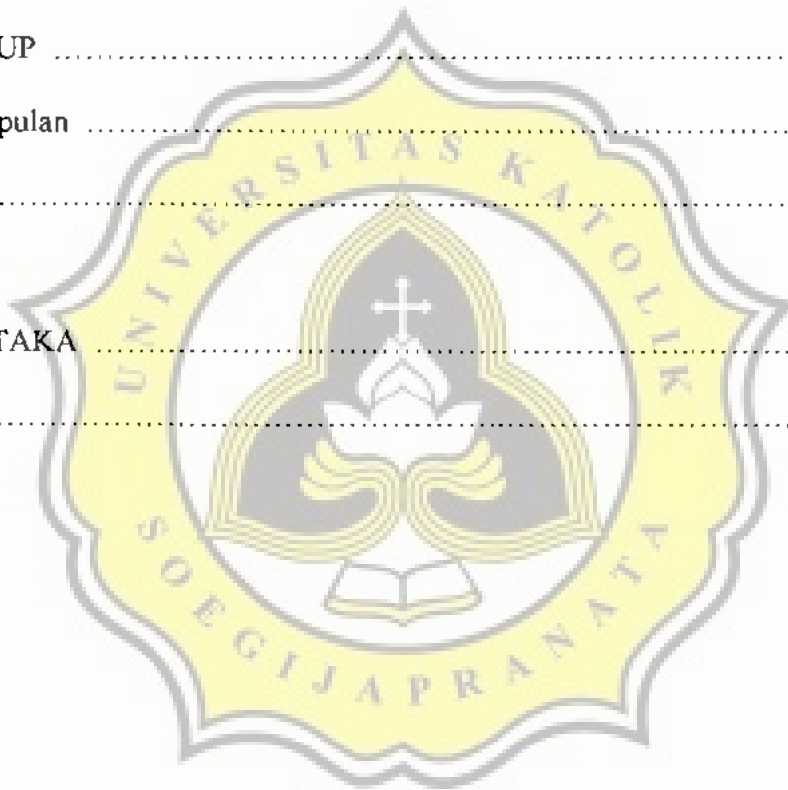 UP ..........
pulan ..........
..........
TAKA ..........
..........
UNIVERSITAS KATOLIK
SOEGIJAPRANATA